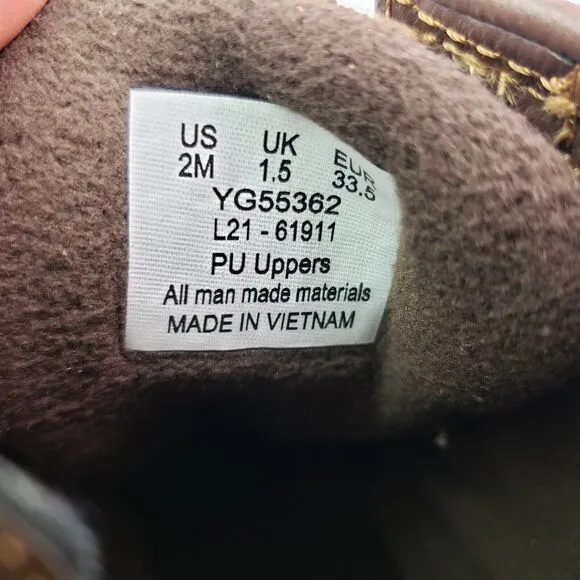 US UK EUR
2M 1.5 33.5
YG55362
L21 - 61911
PU Uppers
All man made materials
MADE IN VIETNAM